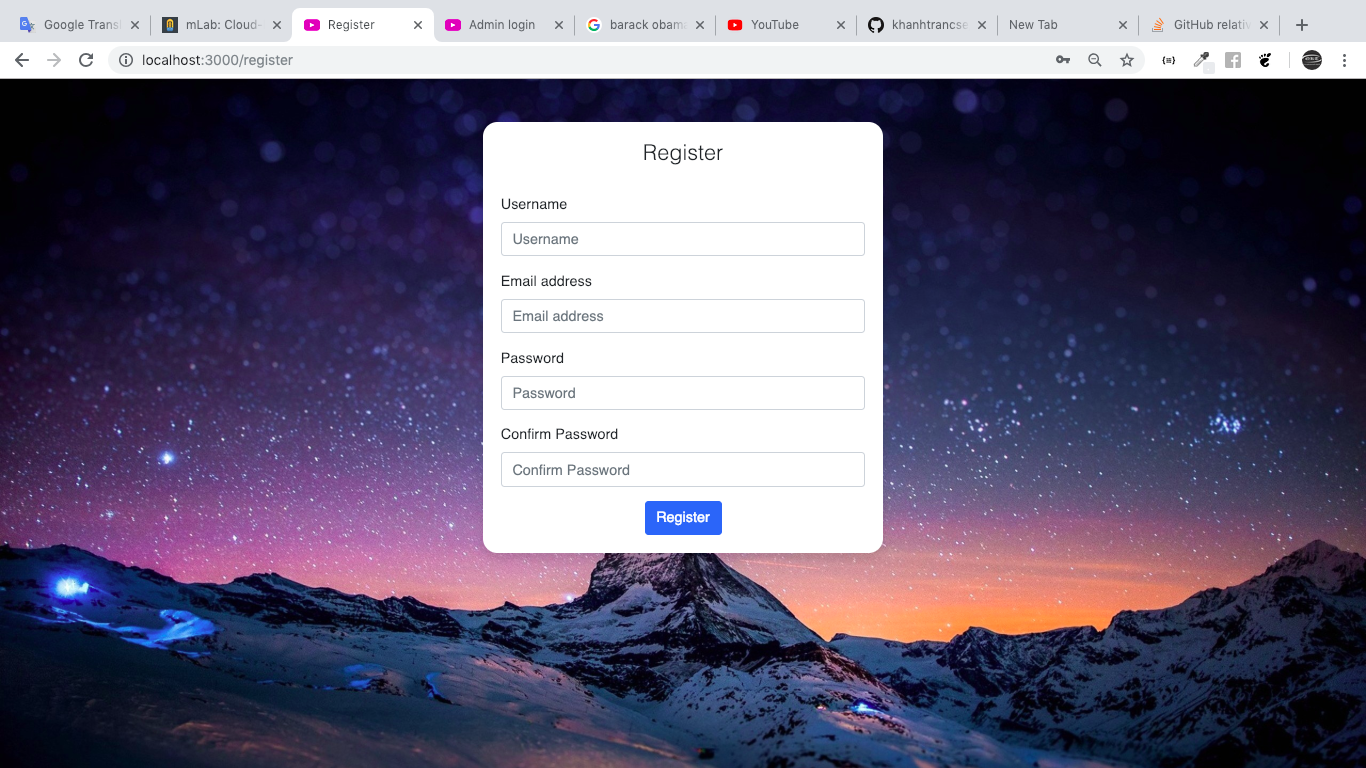 Google Transl
mLab: Cloud-
Register
Admin login
barack obama
YouTube
khanhtrancse
New Tab
GitHub relativ
localhost:3000/register
Register
Username
Username
Email address
Email address
Password
Password
Confirm Password
Confirm Password
Register